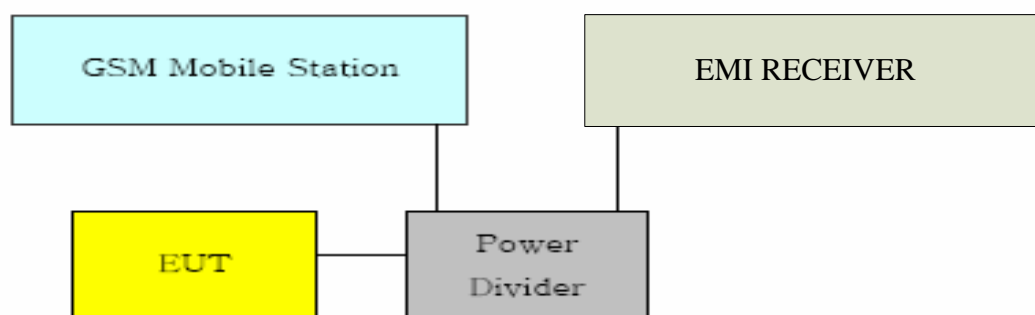 GSM Mobile Station
EMI RECEIVER
EUT
Power
Divider